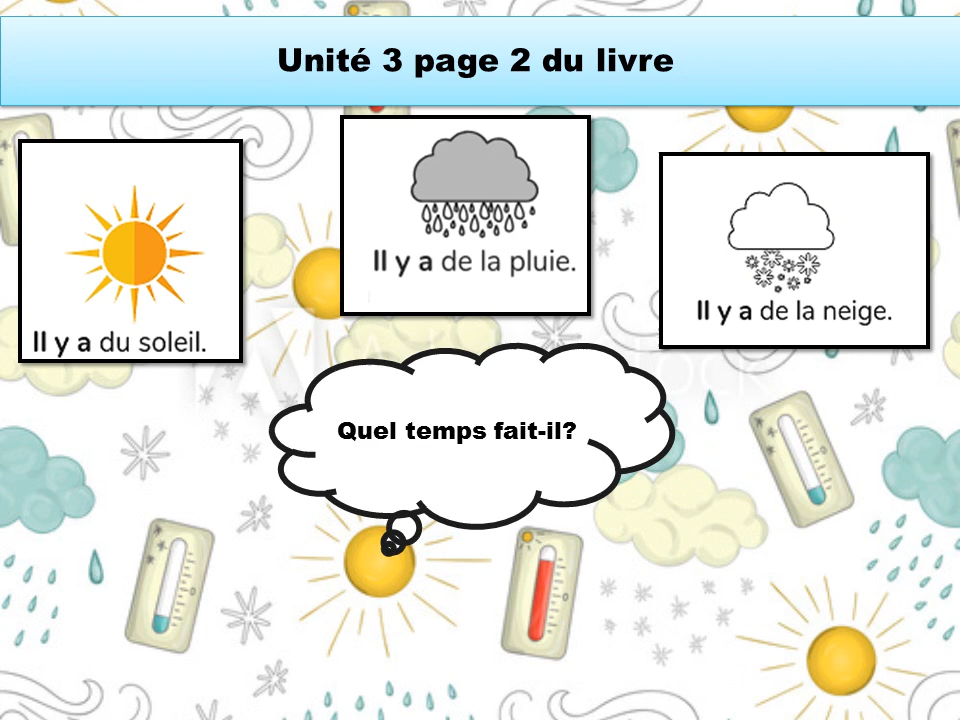 Unité 3 page 2 du livre
Il y a du soleil.
Il y a de la pluie.
Il y a de la neige.
Quel temps fait-il?